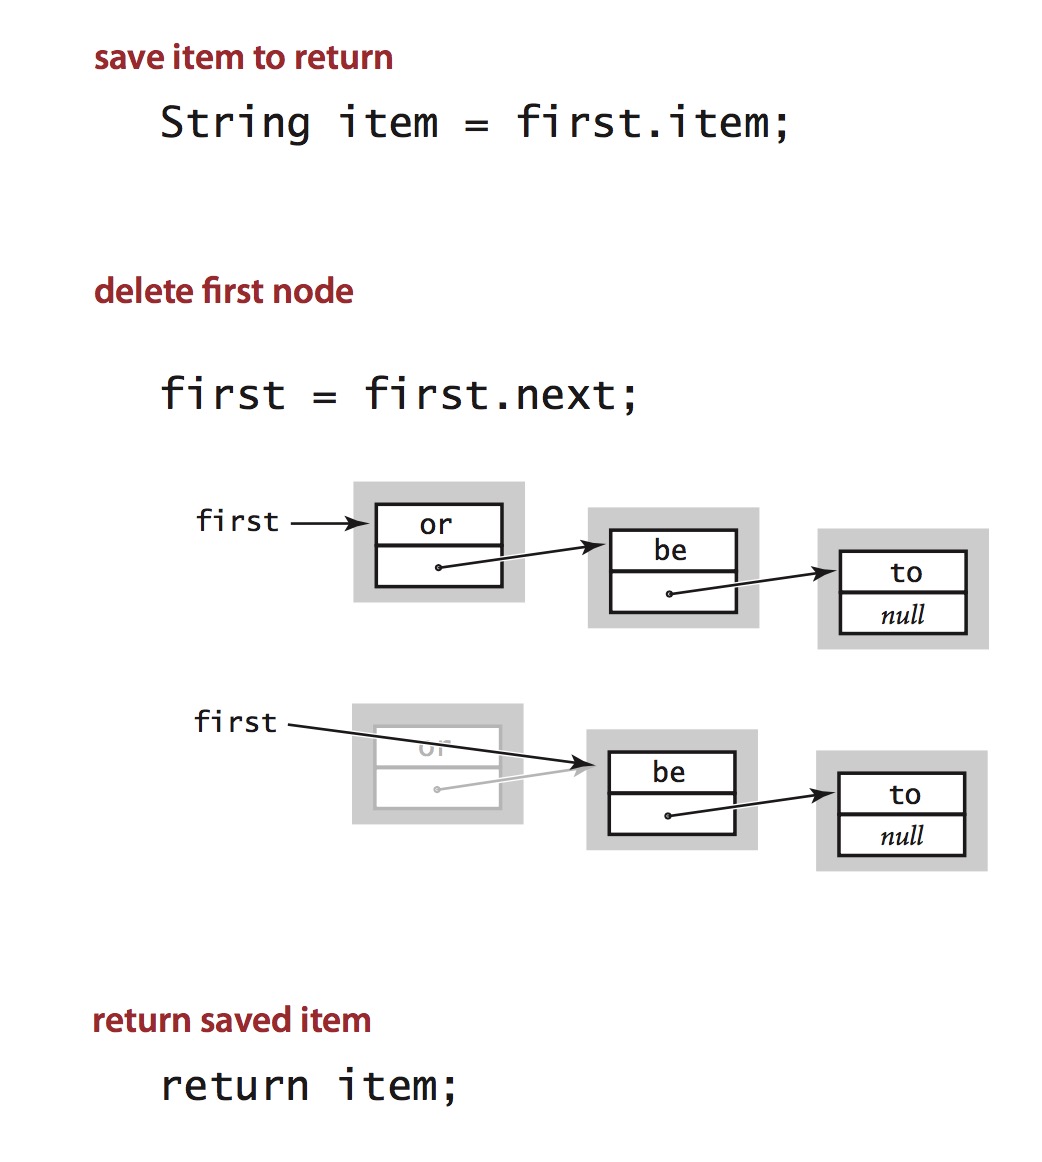 save item to return
String item = first.item;
delete first node
first = first.next;
first
or
be
to
null
first
or
be
to
null
return saved item
return item;